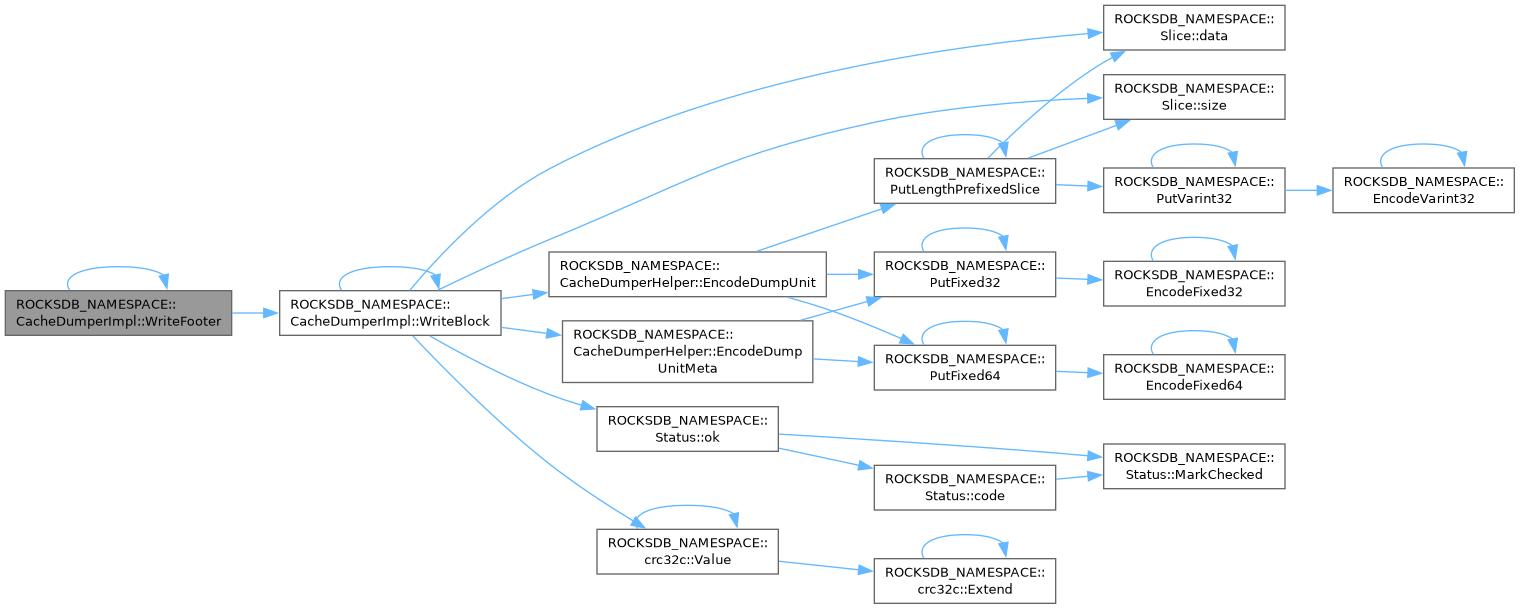 ROCKSDB_NAMESPACE::
CacheDumperImpl::WriteFooter
ROCKSDB_NAMESPACE::
CacheDumperImpl::WriteBlock
ROCKSDB_NAMESPACE::
Slice::data
ROCKSDB_NAMESPACE::
Slice::size
ROCKSDB_NAMESPACE::
CacheDumperHelper::EncodeDumpUnit
ROCKSDB_NAMESPACE::
PutLengthPrefixedSlice
ROCKSDB_NAMESPACE::
PutVarint32
ROCKSDB_NAMESPACE::
EncodeVarint32
ROCKSDB_NAMESPACE::
PutFixed32
ROCKSDB_NAMESPACE::
EncodeFixed32
ROCKSDB_NAMESPACE::
CacheDumperHelper::EncodeDump
UnitMeta
ROCKSDB_NAMESPACE::
PutFixed64
ROCKSDB_NAMESPACE::
EncodeFixed64
ROCKSDB_NAMESPACE::
Status::ok
ROCKSDB_NAMESPACE::
Status::code
ROCKSDB_NAMESPACE::
Status::MarkChecked
ROCKSDB_NAMESPACE::
crc32c::Value
ROCKSDB_NAMESPACE::
crc32c::Extend